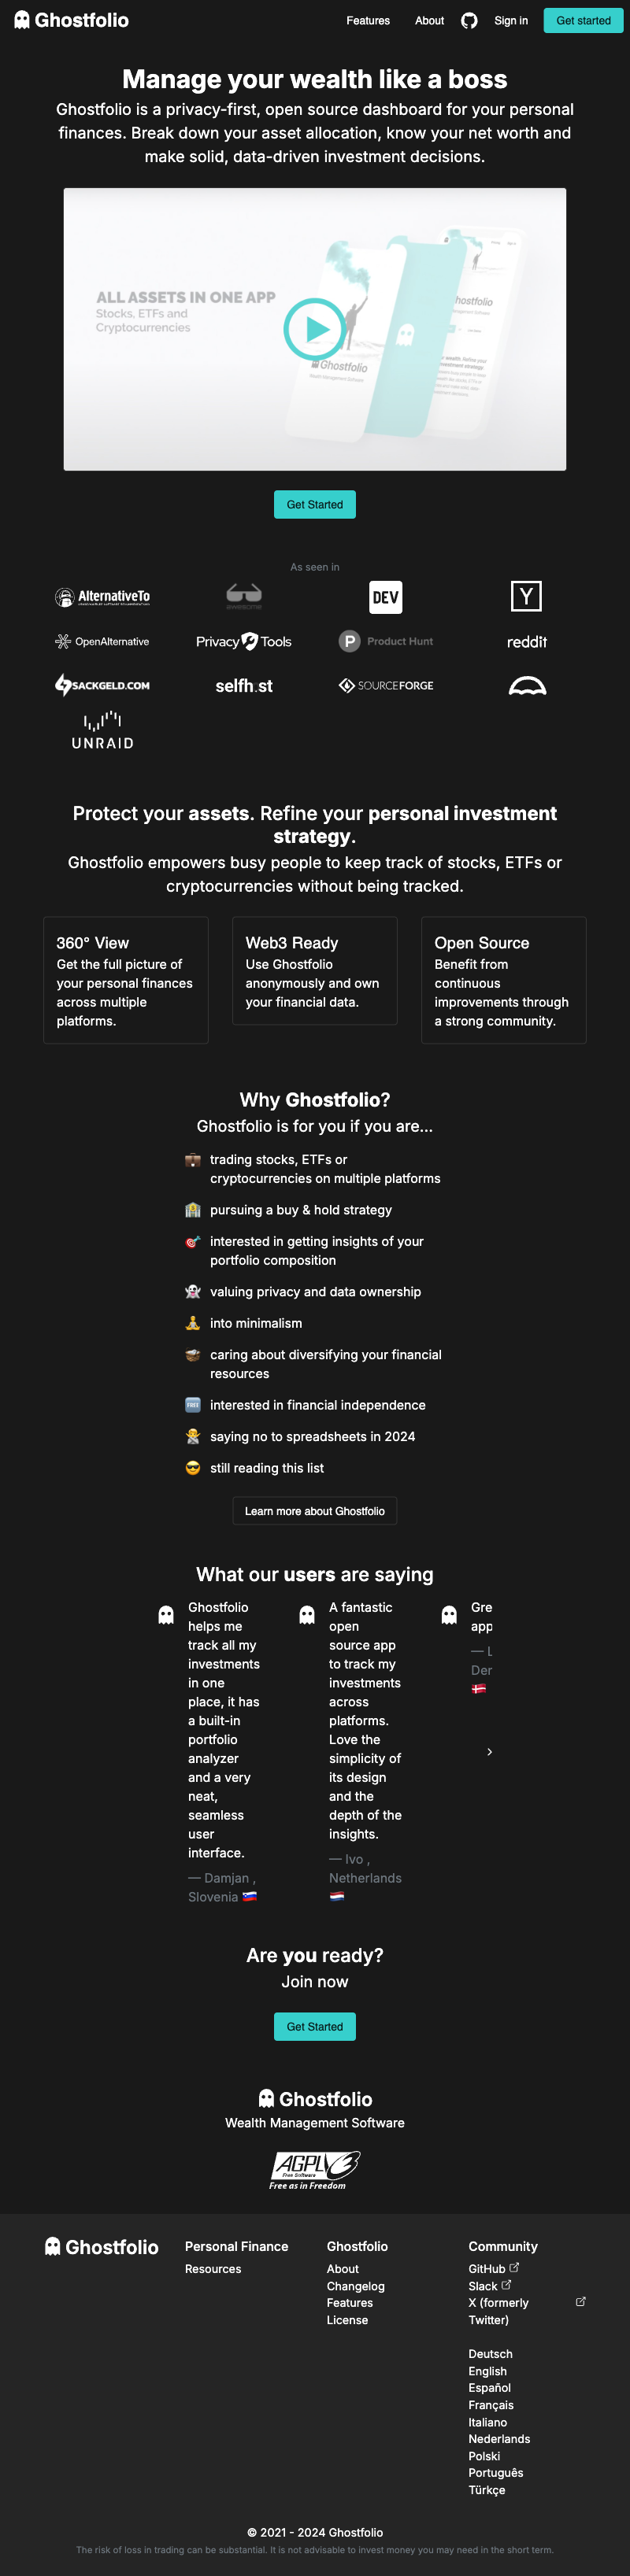 Ghostfolio
Features
About
Sign in
Get started
Manage your wealth like a boss
Ghostfolio is a privacy-first, open source dashboard for your personal
finances. Break down your asset allocation, know your net worth and
make solid, data-driven investment decisions.
ALL ASSETS IN ONE APP
Stocks, ETFs and
Cryptocurrencies
Ghostfolio
Get Started
As seen in
AlternativeTo
awesome
DEV
Y
OpenAlternative
Privacy Tools
P Product Hunt
reddit
SACKGELD.COM
selfh.st
SOURCEFORGE
UNRAID
Protect your assets. Refine your personal investment
strategy.
Ghostfolio empowers busy people to keep track of stocks, ETFs or
cryptocurrencies without being tracked.
360° View
Get the full picture of
your personal finances
across multiple
platforms.
Web3 Ready
Use Ghostfolio
anonymously and own
your financial data.
Open Source
Benefit from
continuous
improvements through
a strong community.
Why Ghostfolio?
Ghostfolio is for you if you are...
trading stocks, ETFs or
cryptocurrencies on multiple platforms
pursuing a buy & hold strategy
interested in getting insights of your
portfolio composition
valuing privacy and data ownership
into minimalism
caring about diversifying your financial
resources
FREE
interested in financial independence
saying no to spreadsheets in 2024
still reading this list
Learn more about Ghostfolio
What our users are saying
Ghostfolio
helps me
track all my
investments
in one
place, it has
a built-in
portfolio
analyzer
and a very
neat,
seamless
user
interface.
— Damjan ,
Slovenia
A fantastic
open
source app
to track my
investments
across
platforms.
Love the
simplicity of
its design
and the
depth of the
insights.
— Ivo ,
Netherlands
Gre
app
— L
Der
Are you ready?
Join now
Get Started
Ghostfolio
Wealth Management Software
AGPLv3
Free Software
Free as in Freedom
Ghostfolio
Personal Finance
Resources
Ghostfolio
About
Changelog
Features
License
Community
GitHub
Slack
X (formerly
Twitter)
Deutsch
English
Español
Français
Italiano
Nederlands
Polski
Português
Türkçe
© 2021 - 2024 Ghostfolio
The risk of loss in trading can be substantial. It is not advisable to invest money you may need in the short term.